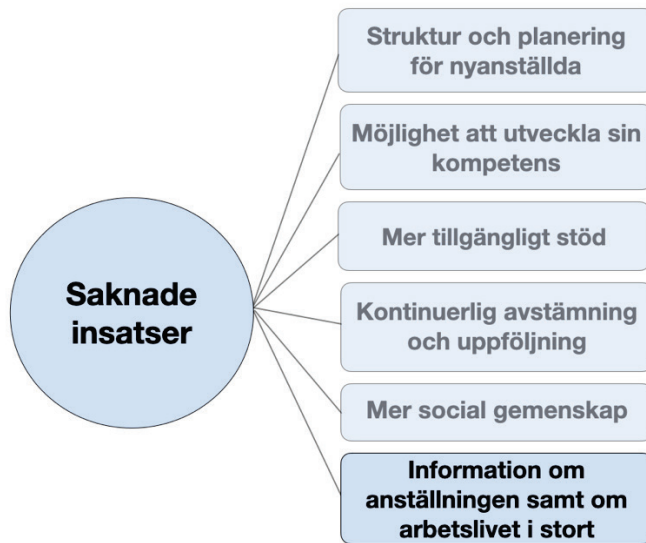 Struktur och planering
för nyanställda
Möjlighet att utveckla sin
kompetens
Mer tillgängligt stöd
Saknade
insatser
Kontinuerlig avstämning
och uppföljning
Mer social gemenskap
Information om
anställningen samt om
arbetslivet i stort